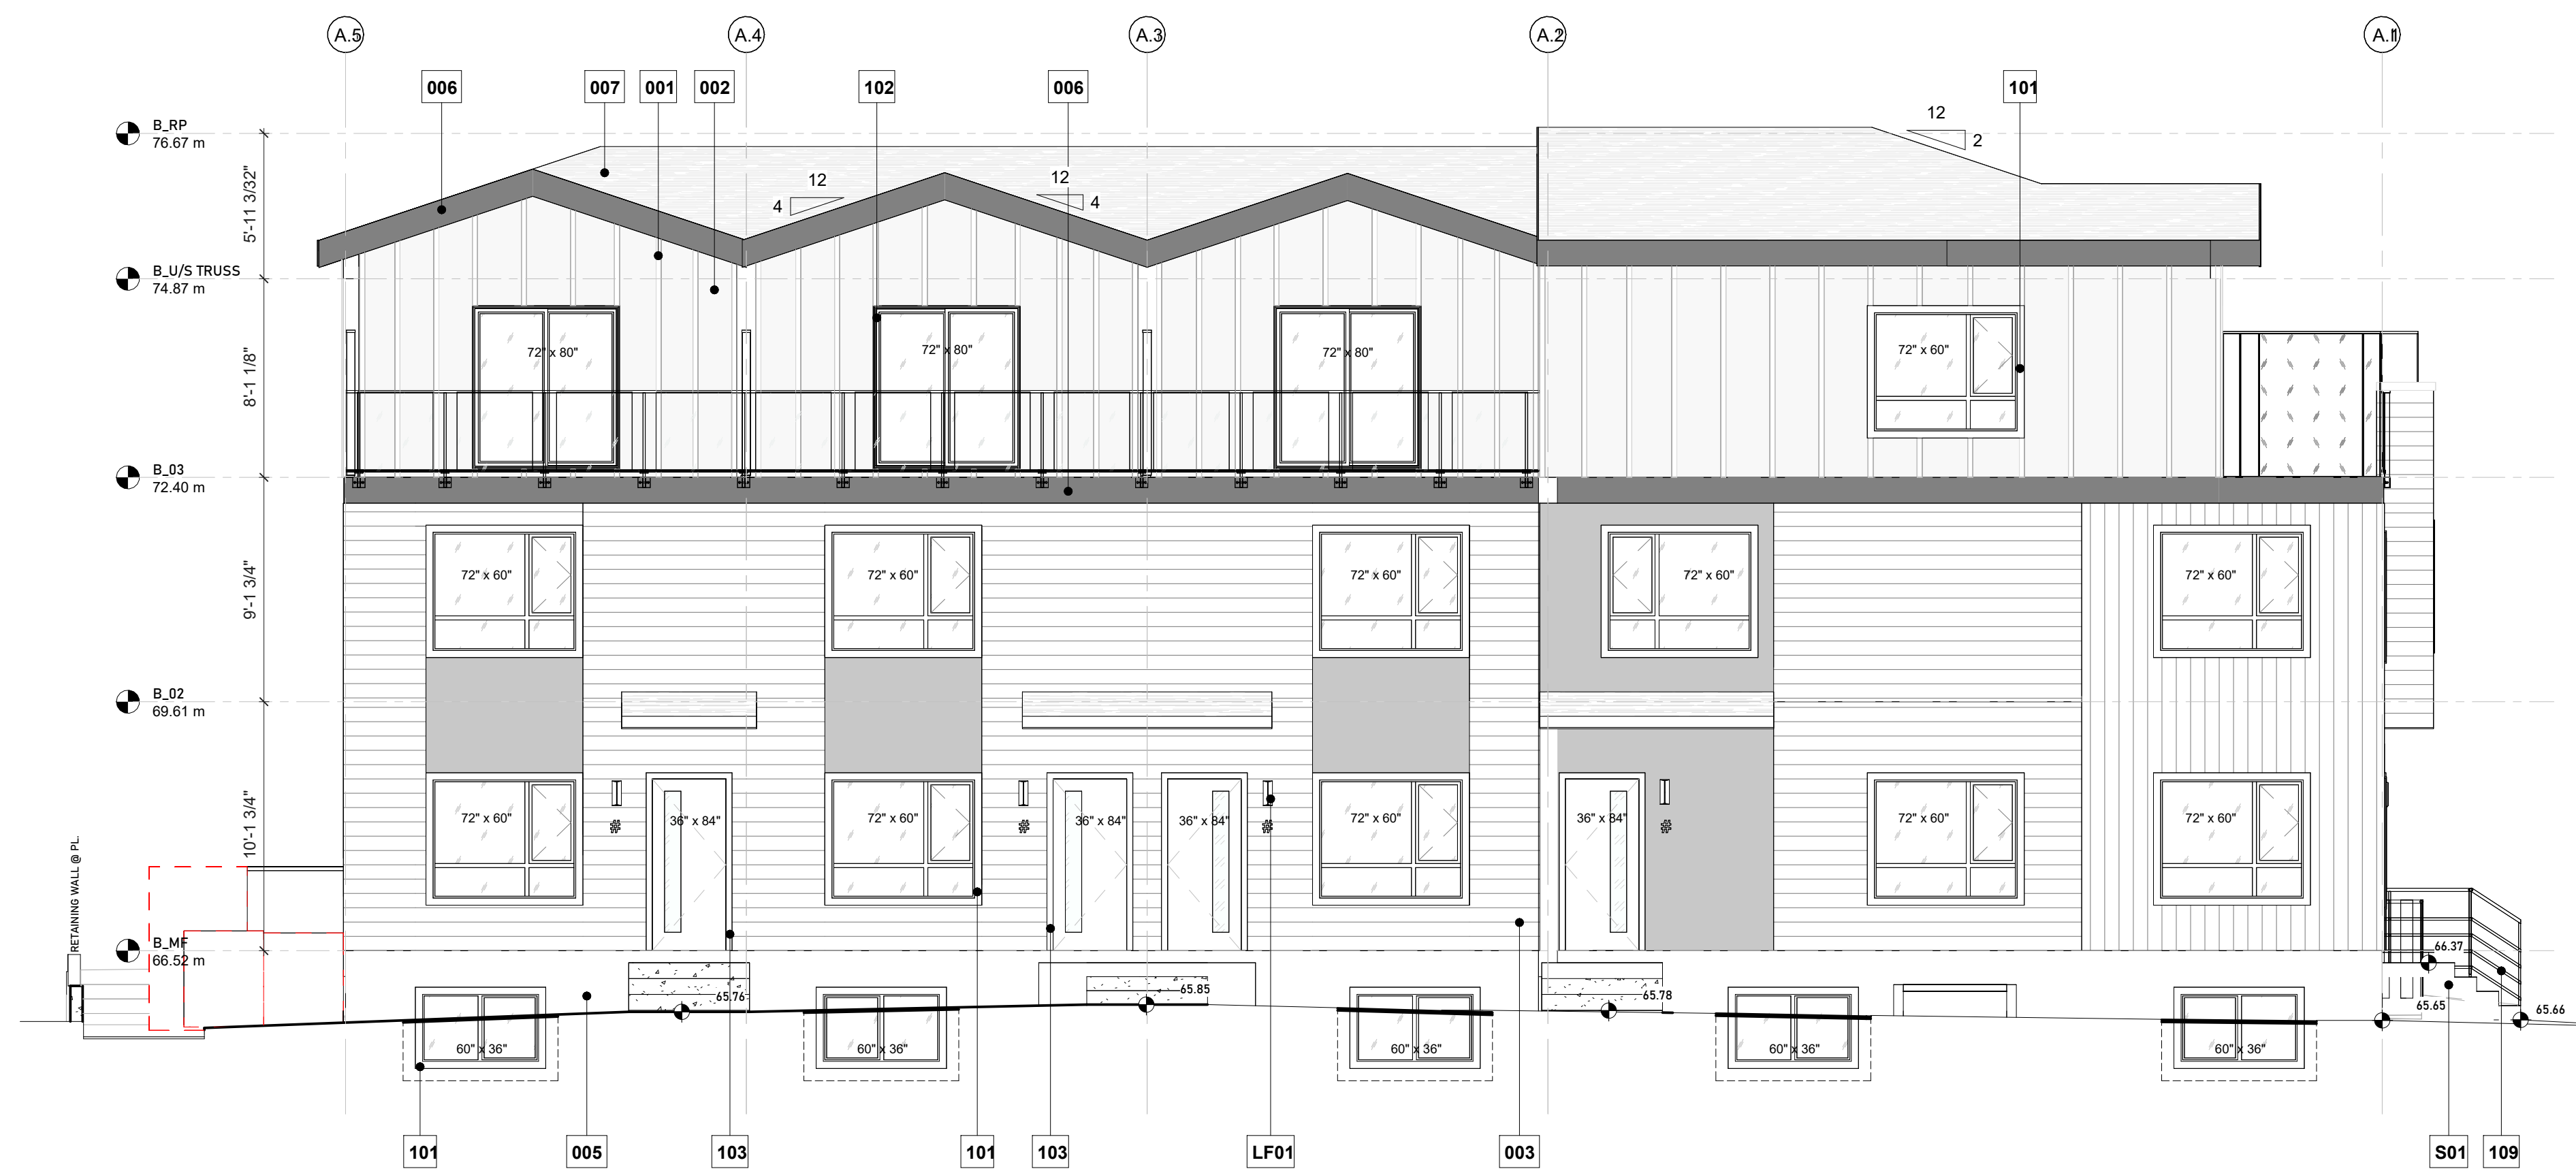 A.5 A.4 A.3 A.2 A.1
006 007 001 002 102 006 101
B_RP
76.67 m
12
2
12
4
12
4
5'-11 3/32"
B_U/S TRUSS
74.87 m
8'-1 1/8"
72" x 80" 72" x 80" 72" x 80" 72" x 60"
B_03
72.40 m
9'-1 3/4"
72" x 60" 72" x 60" 72" x 60" 72" x 60" 72" x 60"
B_02
69.61 m
10'-1 3/4"
72" x 60" 36" x 84" 72" x 60" 36" x 84" 36" x 84" 72" x 60" 36" x 84" 72" x 60" 72" x 60"
# # # #
RETAINING WALL @ PL.
B_MF
66.52 m
66.37
65.76 65.85 65.78 65.65 65.66
60" x 36" 60" x 36" 60" x 36" 60" x 36" 60" x 36"
101 005 103 101 103 LF01 003 S01 109